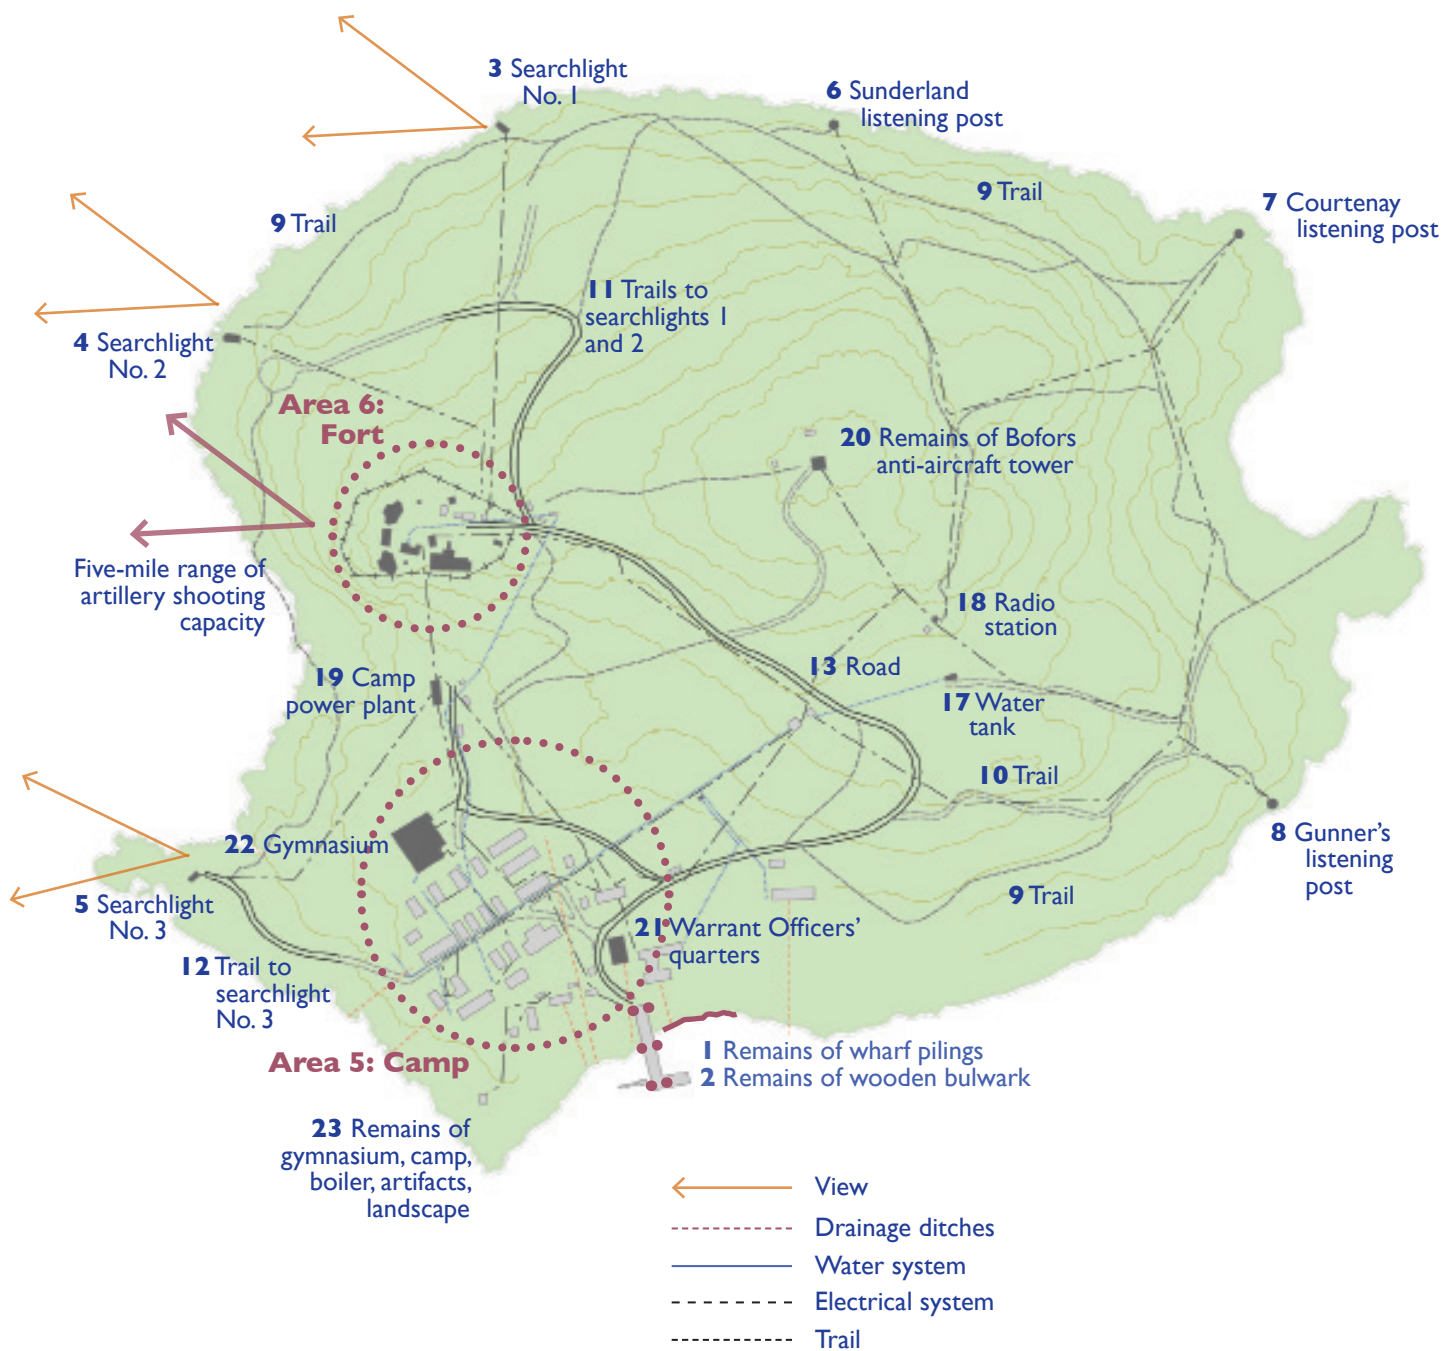 3 Searchlight
No. 1
6 Sunderland
listening post
9 Trail
7 Courtenay
listening post
9 Trail
11 Trails to
searchlights 1
and 2
4 Searchlight
No. 2
Area 6:
Fort
20 Remains of Bofors
anti-aircraft tower
Five-mile range of
artillery shooting
capacity
18 Radio
station
13 Road
19 Camp
power plant
17 Water
tank
10 Trail
22 Gymnasium
8 Gunner's
listening
post
5 Searchlight
No. 3
9 Trail
21 Warrant Officers'
quarters
12 Trail to
searchlight
No. 3
Area 5: Camp
1 Remains of wharf pilings
2 Remains of wooden bulwark
23 Remains of
gymnasium, camp,
boiler, artifacts,
landscape
View
Drainage ditches
Water system
Electrical system
Trail